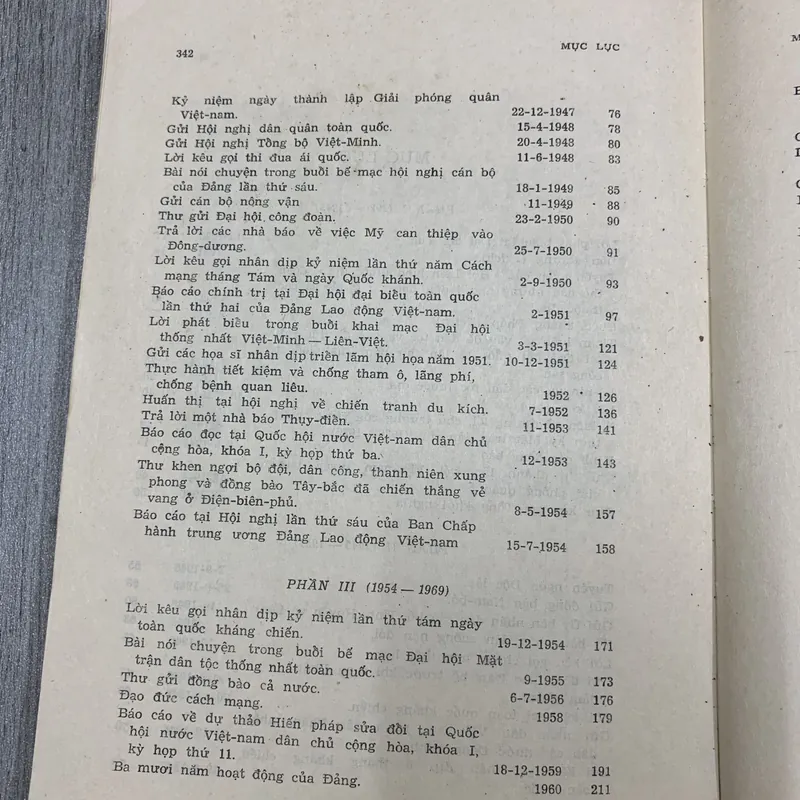 342
MỤC LỤC
Kỷ niệm ngày thành lập Giải phóng quân
Việt-nam. 22-12-1947 76
Gửi Hội nghị dân quân toàn quốc. 15-4-1948 78
Gửi Hội nghị Tổng bộ Việt-Minh. 20-4-1948 80
Lời kêu gọi thi đua ái quốc. 11-6-1948 83
Bài nói chuyện trong buổi bế mạc hội nghị cán bộ
của Đảng lần thứ sáu. 18-1-1949 85
Gửi cán bộ nông vận 11-1949 88
Thư gửi Đại hội công đoàn. 23-2-1950 90
Trả lời các nhà báo về việc Mỹ can thiệp vào
Đông-dương. 25-7-1950 91
Lời kêu gọi nhân dịp kỷ niệm lần thứ năm Cách
mạng tháng Tám và ngày Quốc khánh. 2-9-1950 93
Báo cáo chính trị tại Đại hội đại biểu toàn quốc
lần thứ hai của Đảng Lao động Việt-nam. 2-1951 97
Lời phát biểu trong buổi khai mạc Đại hội
thống nhất Việt-Minh — Liên-Việt. 3-3-1951 121
Gửi các họa sĩ nhân dịp triển lãm hội họa năm 1951. 10-12-1951 124
Thực hành tiết kiệm và chống tham ô, lãng phí,
chống bệnh quan liêu. 1952 126
Huấn thị tại hội nghị về chiến tranh du kích. 7-1952 136
Trả lời một nhà báo Thụy-điển. 11-1953 141
Báo cáo đọc tại Quốc hội nước Việt-nam dân chủ
cộng hòa, khóa I, kỳ họp thứ ba. 12-1953 143
Thư khen ngợi bộ đội, dân công, thanh niên xung
phong và đồng bào Tây-bắc đã chiến thắng vẻ
vang ở Điện-biên-phủ. 8-5-1954 157
Báo cáo tại Hội nghị lần thứ sáu của Ban Chấp
hành trung ương Đảng Lao động Việt-nam 15-7-1954 158
PHẦN III (1954 — 1969)
Lời kêu gọi nhân dịp kỷ niệm lần thứ tám ngày
toàn quốc kháng chiến. 19-12-1954 171
Bài nói chuyện trong buổi bế mạc Đại hội Mặt
trận dân tộc thống nhất toàn quốc. 9-1955 173
Thư gửi đồng bào cả nước. 6-7-1956 176
Đạo đức cách mạng. 1958 179
Báo cáo về dự thảo Hiến pháp sửa đổi tại Quốc
hội nước Việt-nam dân chủ cộng hòa, khóa I,
kỳ họp thứ 11. 18-12-1959 191
Ba mươi năm hoạt động của Đảng. 1960 211